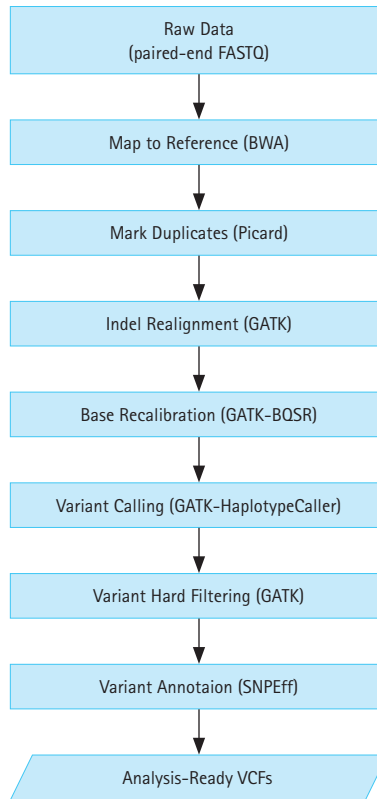 Raw Data
(paired-end FASTQ)
Map to Reference (BWA)
Mark Duplicates (Picard)
Indel Realignment (GATK)
Base Recalibration (GATK-BQSR)
Variant Calling (GATK-HaplotypeCaller)
Variant Hard Filtering (GATK)
Variant Annotaion (SNPEff)
Analysis-Ready VCFs